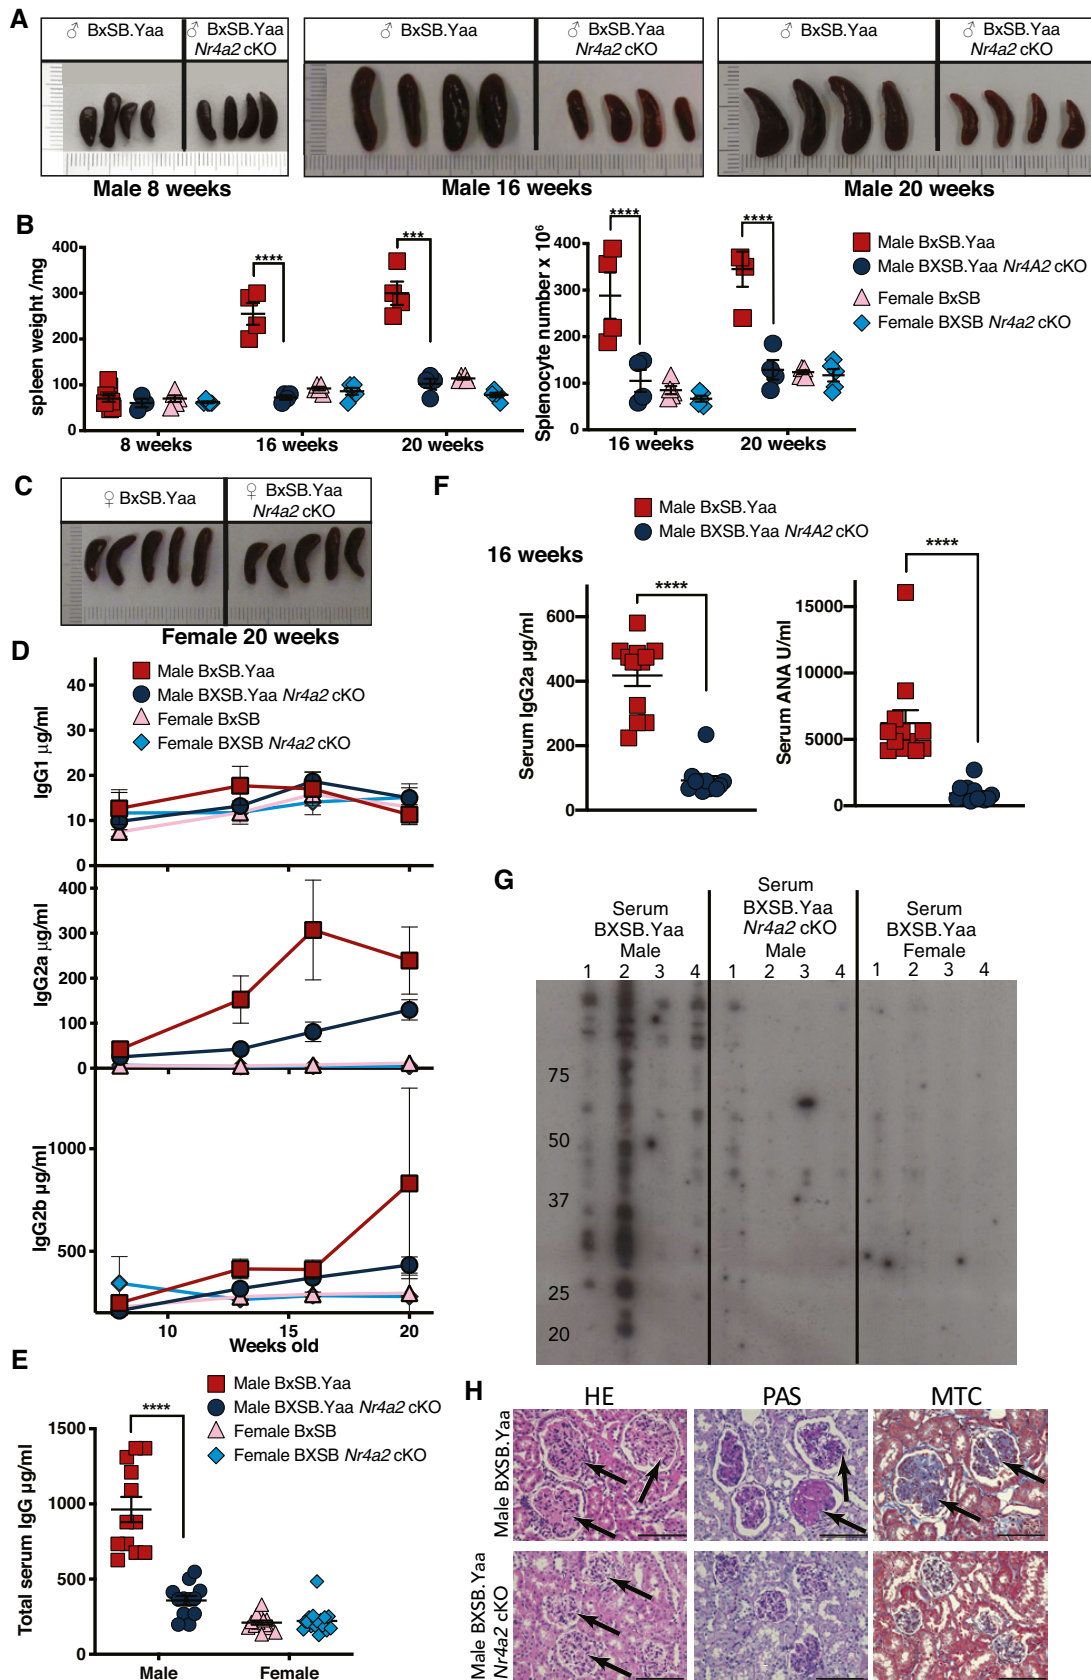 A
♂ BxSB.Yaa
♂ BxSB.Yaa
Nr4a2 cKO
♂ BxSB.Yaa
♂ BxSB.Yaa
Nr4a2 cKO
♂ BxSB.Yaa
♂ BxSB.Yaa
Nr4a2 cKO
Male 8 weeks
Male 16 weeks
Male 20 weeks
B
spleen weight /mg
400
300
200
100
0
****
***
8 weeks
16 weeks
20 weeks
Splenocyte number x 10⁶
400
300
200
100
0
****
****
16 weeks
20 weeks
Male BxSB.Yaa
Male BXSB.Yaa Nr4A2 cKO
Female BxSB
Female BXSB Nr4a2 cKO
C
♀ BxSB.Yaa
♀ BxSB.Yaa
Nr4a2 cKO
Female 20 weeks
D
Male BxSB.Yaa
Male BXSB.Yaa Nr4a2 cKO
Female BxSB
Female BXSB Nr4a2 cKO
IgG1 µg/ml
40
30
20
10
0
IgG2a µg/ml
400
300
200
100
0
IgG2b µg/ml
1000
500
10
15
20
Weeks old
E
Male BxSB.Yaa
Male BXSB.Yaa Nr4a2 cKO
Female BxSB
Female BXSB Nr4a2 cKO
Total serum IgG µg/ml
1500
1000
500
0
****
Male
Female
F
Male BxSB.Yaa
Male BXSB.Yaa Nr4A2 cKO
16 weeks
Serum IgG2a µg/ml
600
400
200
0
****
Serum ANA U/ml
15000
10000
5000
0
****
G
Serum
BXSB.Yaa
Male
Serum
BXSB.Yaa
Nr4a2 cKO
Male
Serum
BXSB.Yaa
Female
1 2 3 4 1 2 3 4 1 2 3 4
75
50
37
25
20
H
HE
PAS
MTC
Male BXSB.Yaa
Male BXSB.Yaa
Nr4a2 cKO